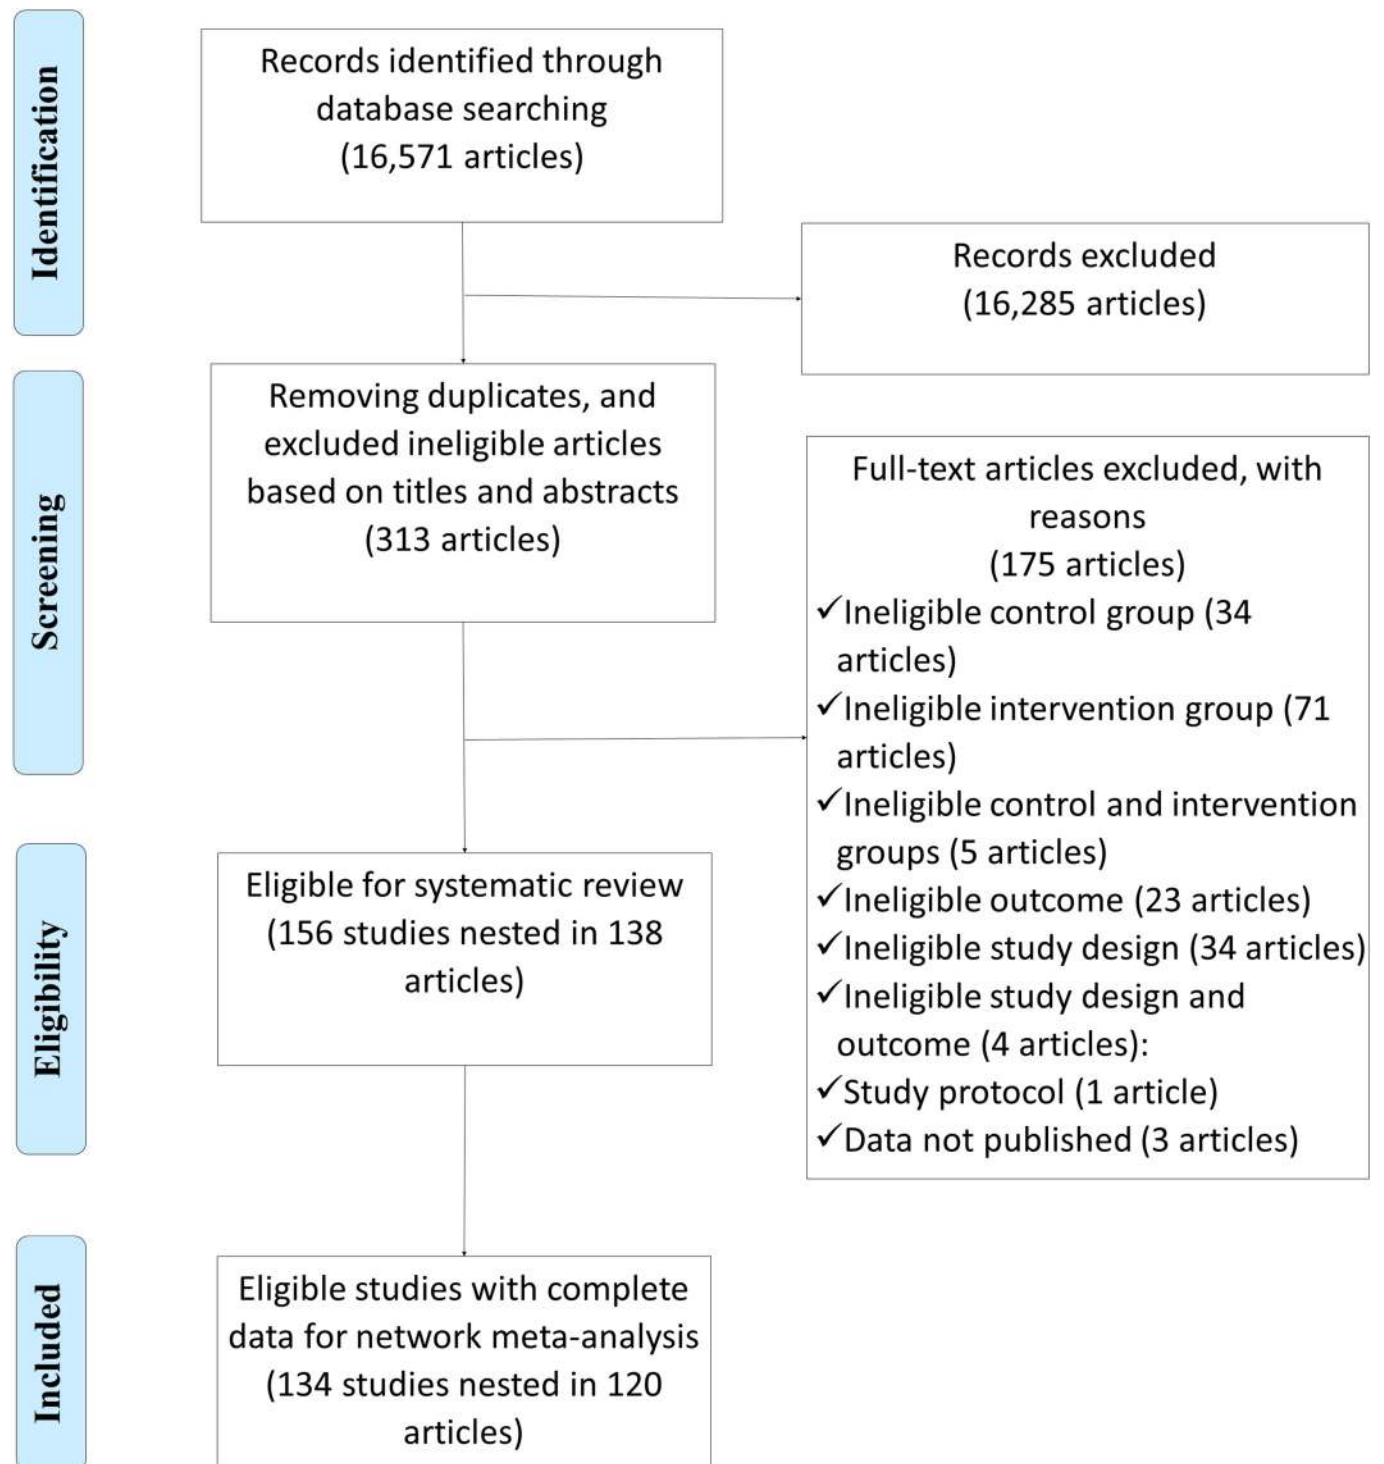 Identification
Records identified through
database searching
(16,571 articles)
Records excluded
(16,285 articles)
Screening
Removing duplicates, and
excluded ineligible articles
based on titles and abstracts
(313 articles)
Full-text articles excluded, with
reasons
(175 articles)
✓Ineligible control group (34
articles)
✓Ineligible intervention group (71
articles)
✓Ineligible control and intervention
groups (5 articles)
✓Ineligible outcome (23 articles)
✓Ineligible study design (34 articles)
✓Ineligible study design and
outcome (4 articles):
✓Study protocol (1 article)
✓Data not published (3 articles)
Eligibility
Eligible for systematic review
(156 studies nested in 138
articles)
Included
Eligible studies with complete
data for network meta-analysis
(134 studies nested in 120
articles)